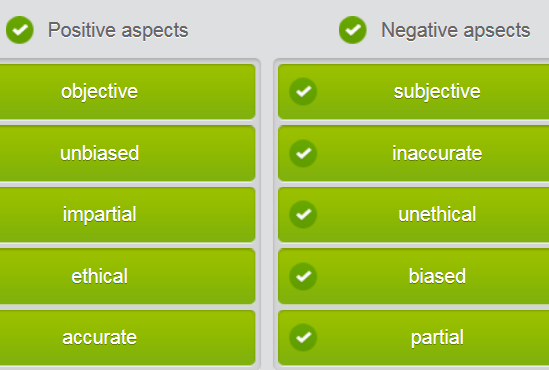 Positive aspects
Negative apsects
objective
subjective
unbiased
inaccurate
impartial
unethical
ethical
biased
accurate
partial